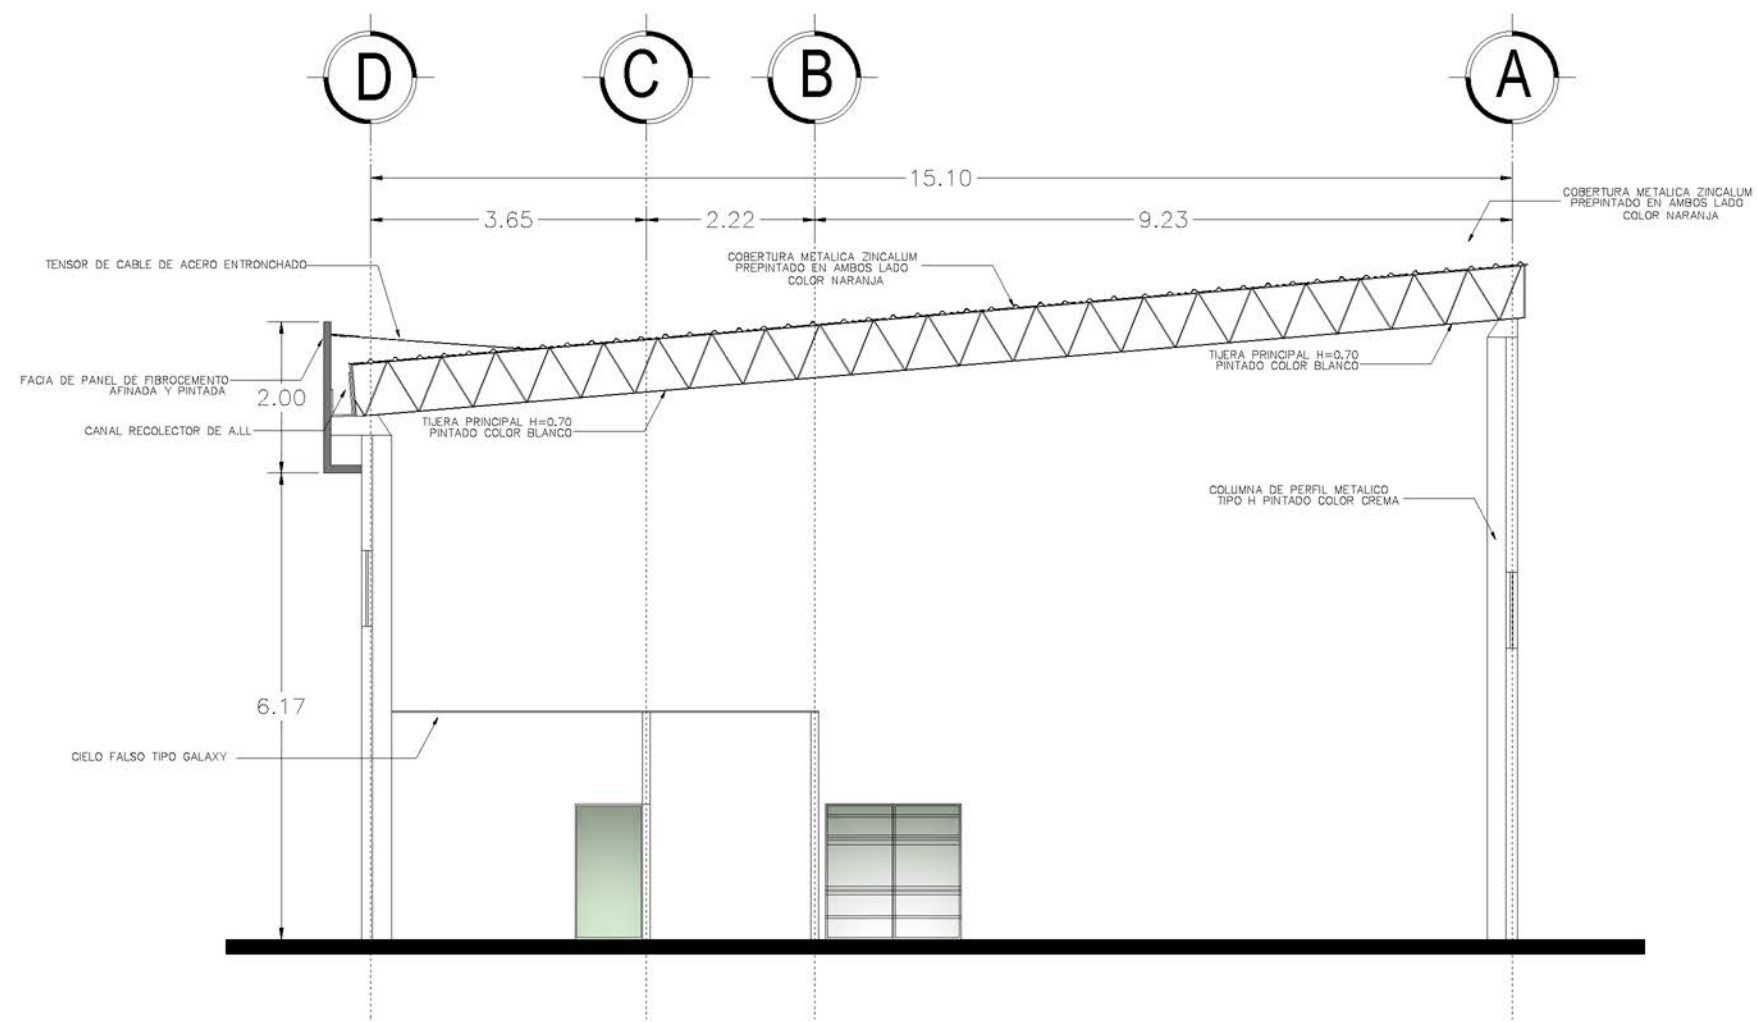 D
C
B
A
15.10
3.65
2.22
9.23
COBERTURA METALICA ZINCALUM
PREPINTADO EN AMBOS LADO
COLOR NARANJA
TENSOR DE CABLE DE ACERO ENTRONCHADO
COBERTURA METALICA ZINCALUM
PREPINTADO EN AMBOS LADO
COLOR NARANJA
TIJERA PRINCIPAL H=0.70
PINTADO COLOR BLANCO
FACIA DE PANEL DE FIBROCEMENTO
AFINADA Y PINTADA
2.00
CANAL RECOLECTOR DE A.LL
TIJERA PRINCIPAL H=0.70
PINTADO COLOR BLANCO
COLUMNA DE PERFIL METALICO
TIPO H PINTADO COLOR CREMA
6.17
CIELO FALSO TIPO GALAXY